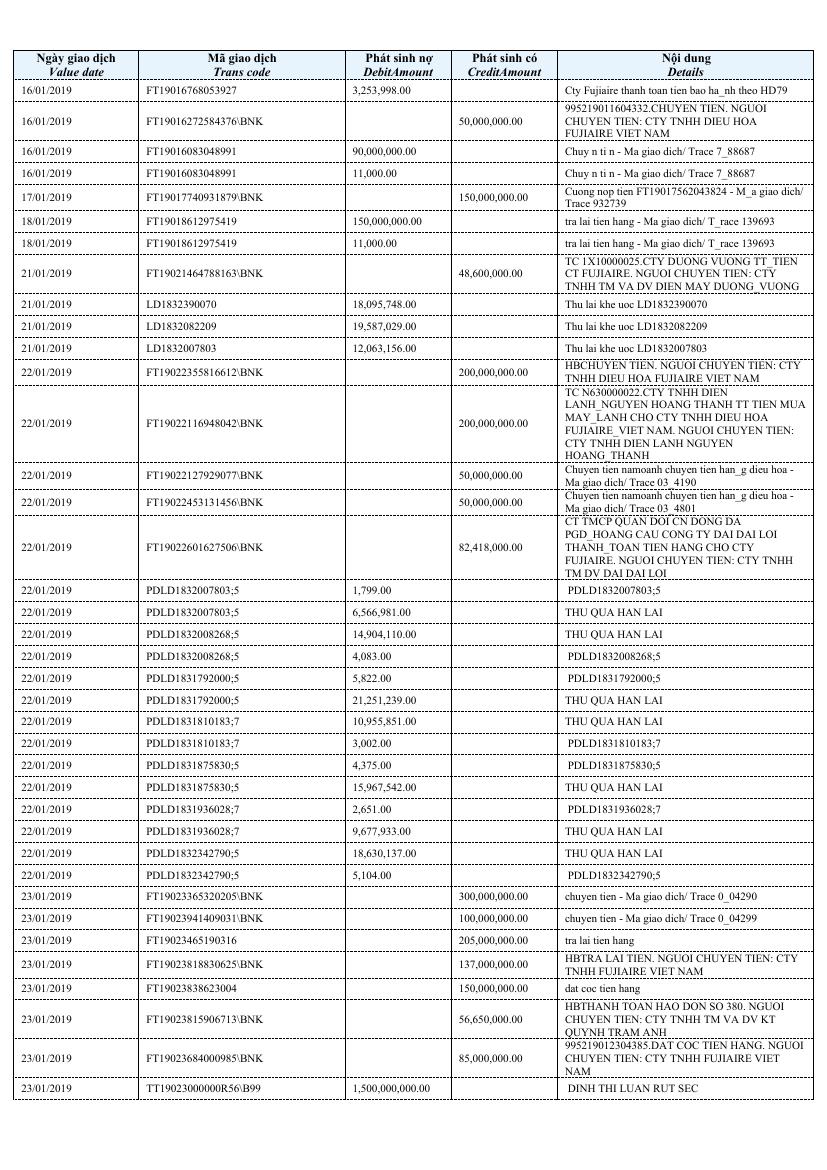 Ngày giao dịch Mã giao dịch Phát sinh nợ Phát sinh có Nội dung
Value date Trans code DebitAmount CreditAmount Details
16/01/2019 FT19016768053927 3,253,998.00 Cty Fujiaire thanh toan tien bao ha_nh theo HD79
995219011604332.CHUYEN TIEN. NGUOI
16/01/2019 FT19016272584376\BNK 50,000,000.00 CHUYEN TIEN: CTY TNHH DIEU HOA
FUJIAIRE VIET NAM
16/01/2019 FT19016083048991 90,000,000.00 Chuy n ti n - Ma giao dich/ Trace 7_88687
16/01/2019 FT19016083048991 11,000.00 Chuy n ti n - Ma giao dich/ Trace 7_88687
17/01/2019 FT19017740931879\BNK 150,000,000.00 Cuong nop tien FT19017562043824 - M_a giao dich/
Trace 932739
18/01/2019 FT19018612975419 150,000,000.00 tra lai tien hang - Ma giao dich/ T_race 139693
18/01/2019 FT19018612975419 11,000.00 tra lai tien hang - Ma giao dich/ T_race 139693
TC 1X10000025.CTY DUONG VUONG TT_TIEN
21/01/2019 FT19021464788163\BNK 48,600,000.00 CT FUJIAIRE. NGUOI CHUYEN TIEN: CTY
TNHH TM VA DV DIEN MAY DUONG_VUONG
21/01/2019 LD1832390070 18,095,748.00 Thu lai khe uoc LD1832390070
21/01/2019 LD1832082209 19,587,029.00 Thu lai khe uoc LD1832082209
21/01/2019 LD1832007803 12,063,156.00 Thu lai khe uoc LD1832007803
22/01/2019 FT19022355816612\BNK 200,000,000.00 HBCHUYEN TIEN. NGUOI CHUYEN TIEN: CTY
TNHH DIEU HOA FUJIAIRE VIET NAM
TC N630000022.CTY TNHH DIEN
LANH_NGUYEN HOANG THANH TT TIEN MUA
22/01/2019 FT19022116948042\BNK 200,000,000.00 MAY_LANH CHO CTY TNHH DIEU HOA
FUJIAIRE_VIET NAM. NGUOI CHUYEN TIEN:
CTY TNHH DIEN LANH NGUYEN
HOANG_THANH
22/01/2019 FT19022127929077\BNK 50,000,000.00 Chuyen tien namoanh chuyen tien han_g dieu hoa -
Ma giao dich/ Trace 03_4190
22/01/2019 FT19022453131456\BNK 50,000,000.00 Chuyen tien namoanh chuyen tien han_g dieu hoa -
Ma giao dich/ Trace 03_4801
CT TMCP QUAN DOI CN DONG DA
PGD_HOANG CAU CONG TY DAI DAI LOI
22/01/2019 FT19022601627506\BNK 82,418,000.00 THANH_TOAN TIEN HANG CHO CTY
FUJIAIRE. NGUOI CHUYEN TIEN: CTY TNHH
TM DV DAI DAI LOI
22/01/2019 PDLD1832007803;5 1,799.00 PDLD1832007803;5
22/01/2019 PDLD1832007803;5 6,566,981.00 THU QUA HAN LAI
22/01/2019 PDLD1832008268;5 14,904,110.00 THU QUA HAN LAI
22/01/2019 PDLD1832008268;5 4,083.00 PDLD1832008268;5
22/01/2019 PDLD1831792000;5 5,822.00 PDLD1831792000;5
22/01/2019 PDLD1831792000;5 21,251,239.00 THU QUA HAN LAI
22/01/2019 PDLD1831810183;7 10,955,851.00 THU QUA HAN LAI
22/01/2019 PDLD1831810183;7 3,002.00 PDLD1831810183;7
22/01/2019 PDLD1831875830;5 4,375.00 PDLD1831875830;5
22/01/2019 PDLD1831875830;5 15,967,542.00 THU QUA HAN LAI
22/01/2019 PDLD1831936028;7 2,651.00 PDLD1831936028;7
22/01/2019 PDLD1831936028;7 9,677,933.00 THU QUA HAN LAI
22/01/2019 PDLD1832342790;5 18,630,137.00 THU QUA HAN LAI
22/01/2019 PDLD1832342790;5 5,104.00 PDLD1832342790;5
23/01/2019 FT19023365320205\BNK 300,000,000.00 chuyen tien - Ma giao dich/ Trace 0_04290
23/01/2019 FT19023941409031\BNK 100,000,000.00 chuyen tien - Ma giao dich/ Trace 0_04299
23/01/2019 FT19023465190316 205,000,000.00 tra lai tien hang
23/01/2019 FT19023818830625\BNK 137,000,000.00 HBTRA LAI TIEN. NGUOI CHUYEN TIEN: CTY
TNHH FUJIAIRE VIET NAM
23/01/2019 FT19023838623004 150,000,000.00 dat coc tien hang
HBTHANH TOAN HAO DON SO 380. NGUOI
23/01/2019 FT19023815906713\BNK 56,650,000.00 CHUYEN TIEN: CTY TNHH TM VA DV KT
QUYNH TRAM ANH
995219012304385.DAT COC TIEN HANG. NGUOI
23/01/2019 FT19023684000985\BNK 85,000,000.00 CHUYEN TIEN: CTY TNHH FUJIAIRE VIET
NAM
23/01/2019 TT19023000000R56\B99 1,500,000,000.00 DINH THI LUAN RUT SEC